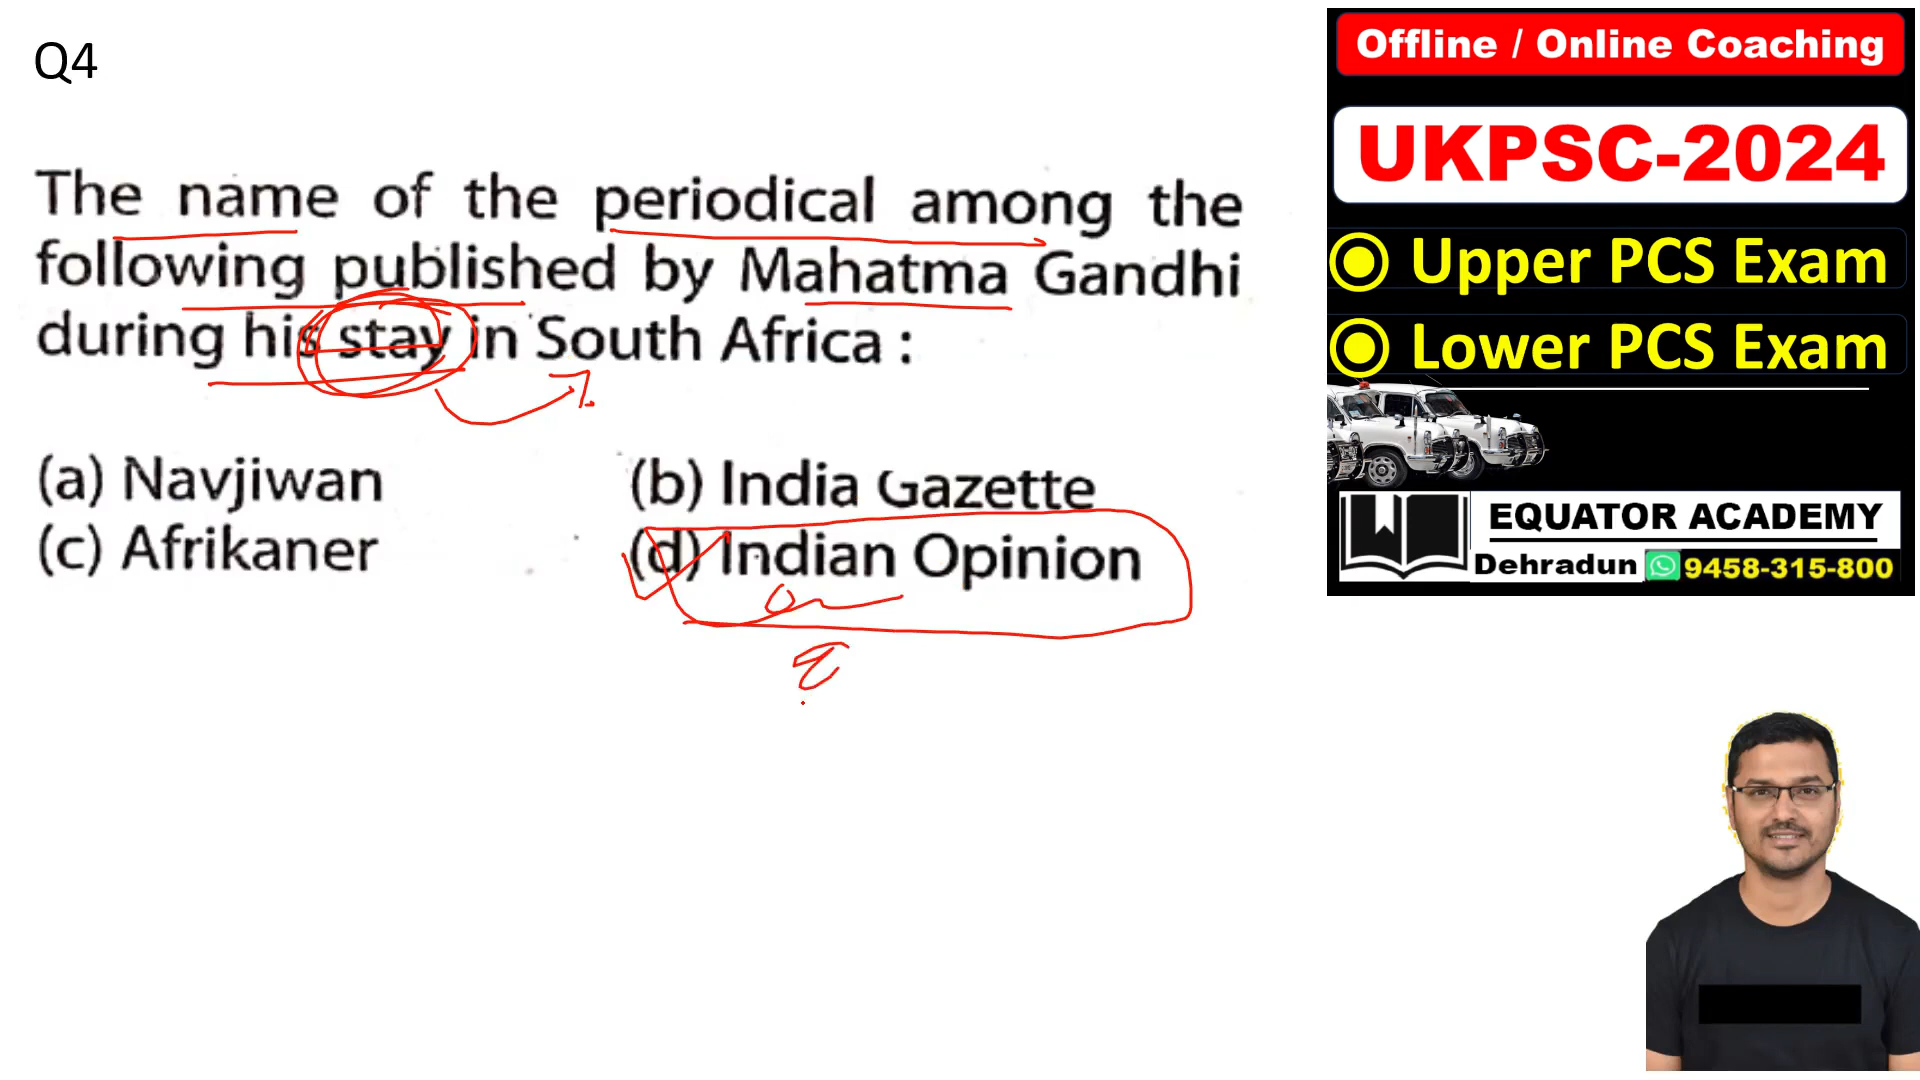 Q4
The name of the periodical among the
following published by Mahatma Gandhi
during his stay in South Africa :
(a) Navjiwan (b) India Gazette
(c) Afrikaner (d) Indian Opinion
Offline / Online Coaching
UKPSC-2024
Upper PCS Exam
Lower PCS Exam
EQUATOR ACADEMY
Dehradun 9458-315-800